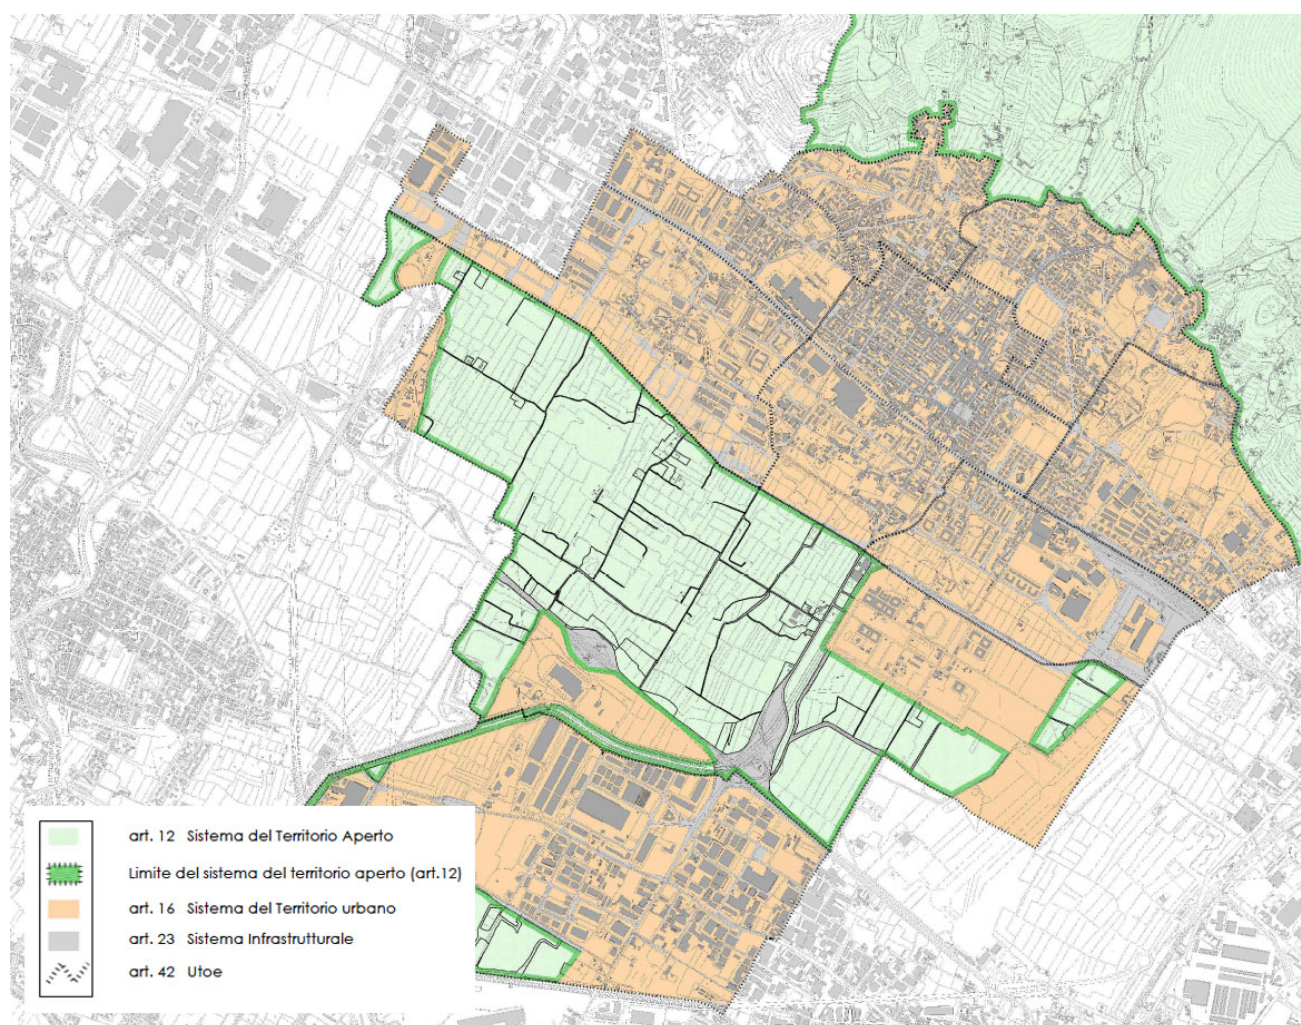 art. 12 Sistema del Territorio Aperto
Limite del sistema del territorio aperto (art.12)
art. 16 Sistema del Territorio urbano
art. 23 Sistema Infrastrutturale
art. 42 Utoe